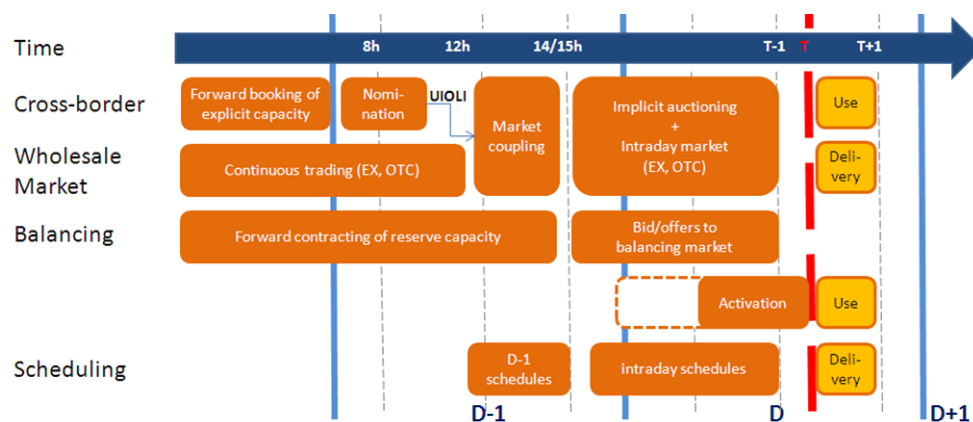 Time
8h
12h
14/15h
T-1
T
T+1
Cross-border
Forward booking of
explicit capacity
Nomi-
nation
UIOLI
Market
coupling
Implicit auctioning
+
Intraday market
(EX, OTC)
Use
Wholesale
Market
Continuous trading (EX, OTC)
Deli-
very
Balancing
Forward contracting of reserve capacity
Bid/offers to
balancing market
Activation
Use
Scheduling
D-1
schedules
intraday schedules
Deli-
very
D-1
D
D+1